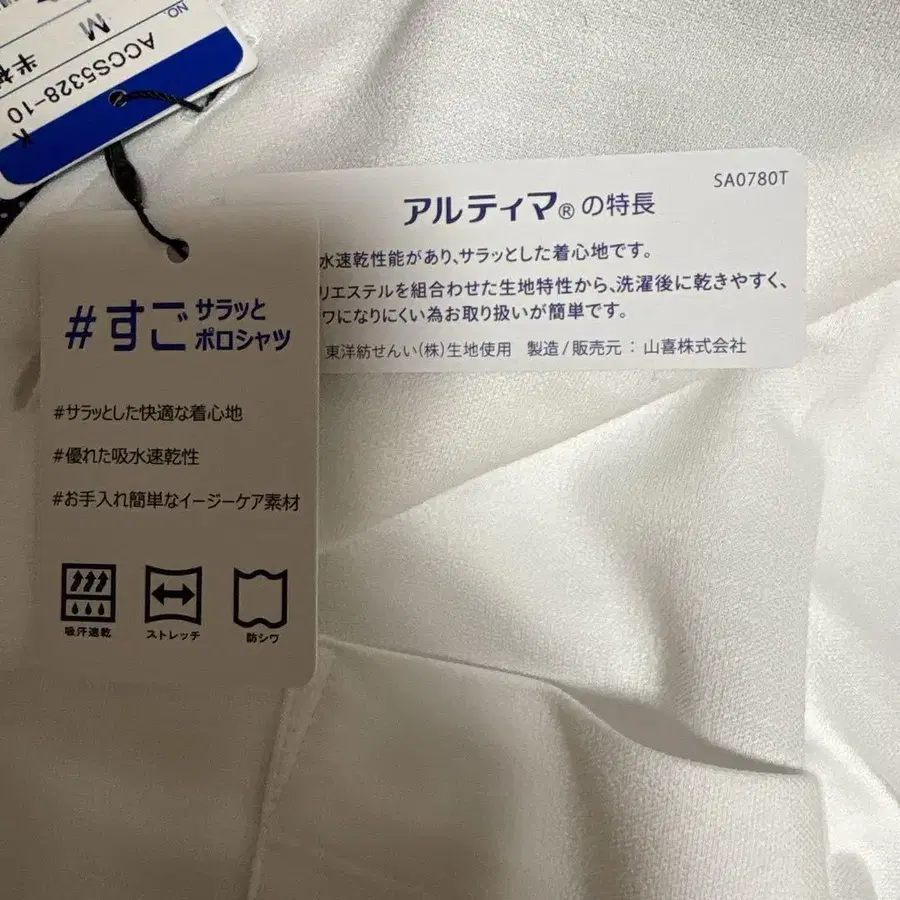 NO.
ACCS5328-10
M
半袖
K
アルティマ®の特長
SA0780T
水速乾性能があり、サラッとした着心地です。
リエステルを組合わせた生地特性から、洗濯後に乾きやすく、
ワになりにくい為お取り扱いが簡単です。
東洋紡せんい(株)生地使用 製造/販売元:山喜株式会社
#すごサラッとポロシャツ
#サラッとした快適な着心地
#優れた吸水速乾性
#お手入れ簡単なイージーケア素材
吸汗速乾
ストレッチ
防シワ